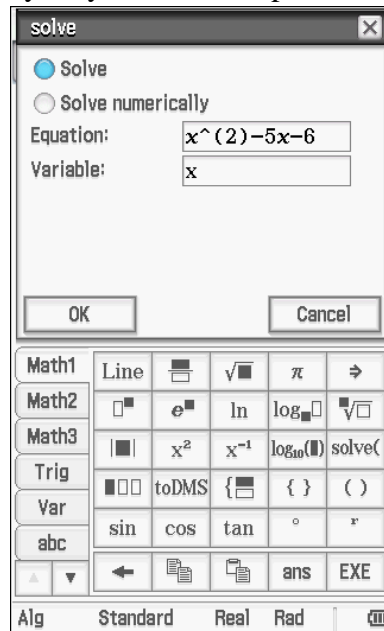 solve
Solve
Solve numerically
Equation: x^(2)-5x-6
Variable: x
OK Cancel
Math1 Line √■ π ⇒
Math2 □■ e■ ln log■□ ■√□
Math3 |■| x² x⁻¹ log₁₀(■) solve(
Trig ■□□ toDMS { { } ( )
Var sin cos tan ° r
abc
▲ ▼ ← ans EXE
Alg Standard Real Rad